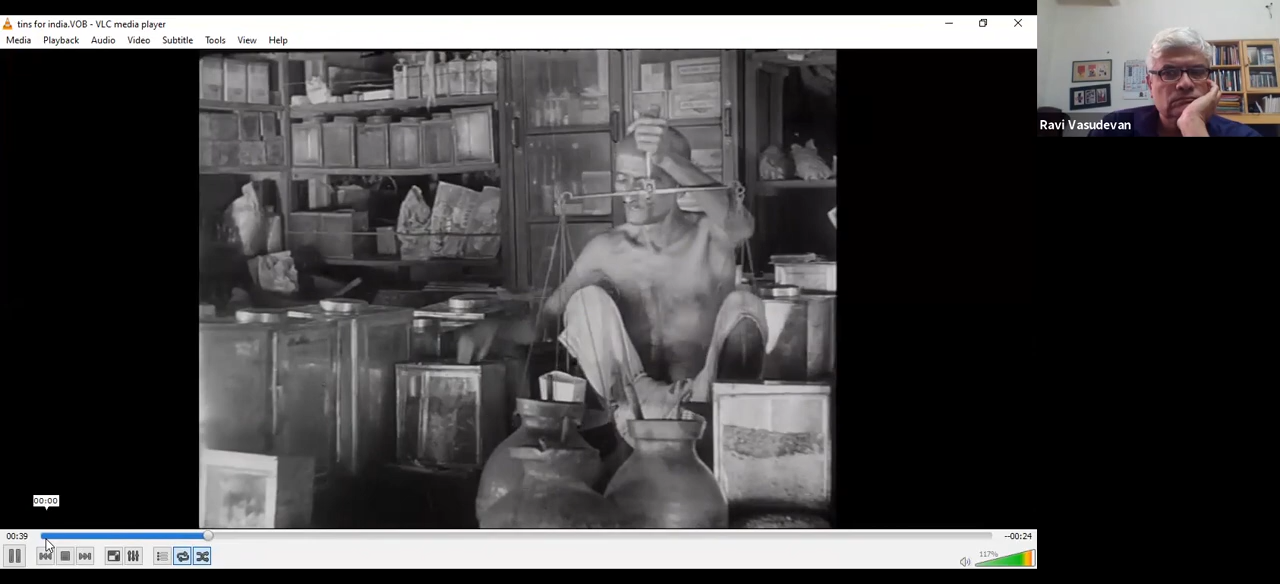 tins for india.VOB - VLC media player
Media Playback Audio Video Subtitle Tools View Help
Ravi Vasudevan
00:00
00:39
--00:24
117%